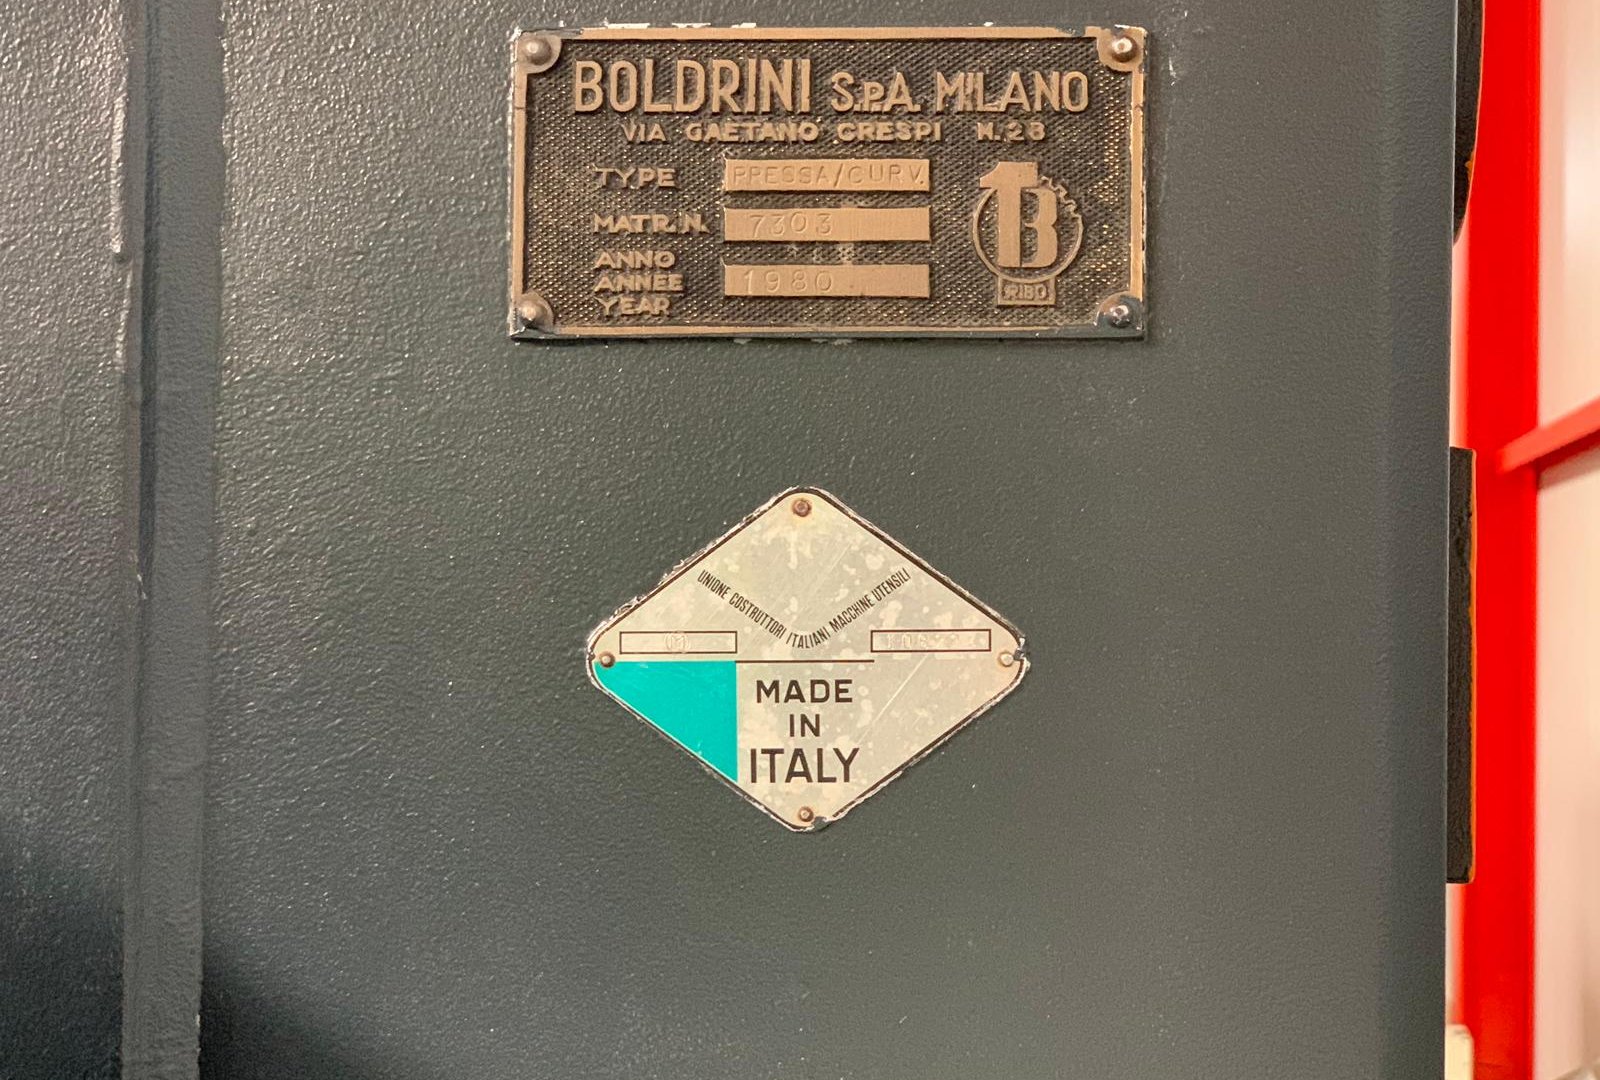 BOLDRINI S.P.A. MILANO
VIA GAETANO CRESPI N.28
TYPE PRESSA/CURV.
MATR. N. 7303
ANNO
ANNEE 1980
YEAR
B
RIBO
UNIONE COSTRUTTORI ITALIANI MACCHINE UTENSILI
MADE
IN
ITALY